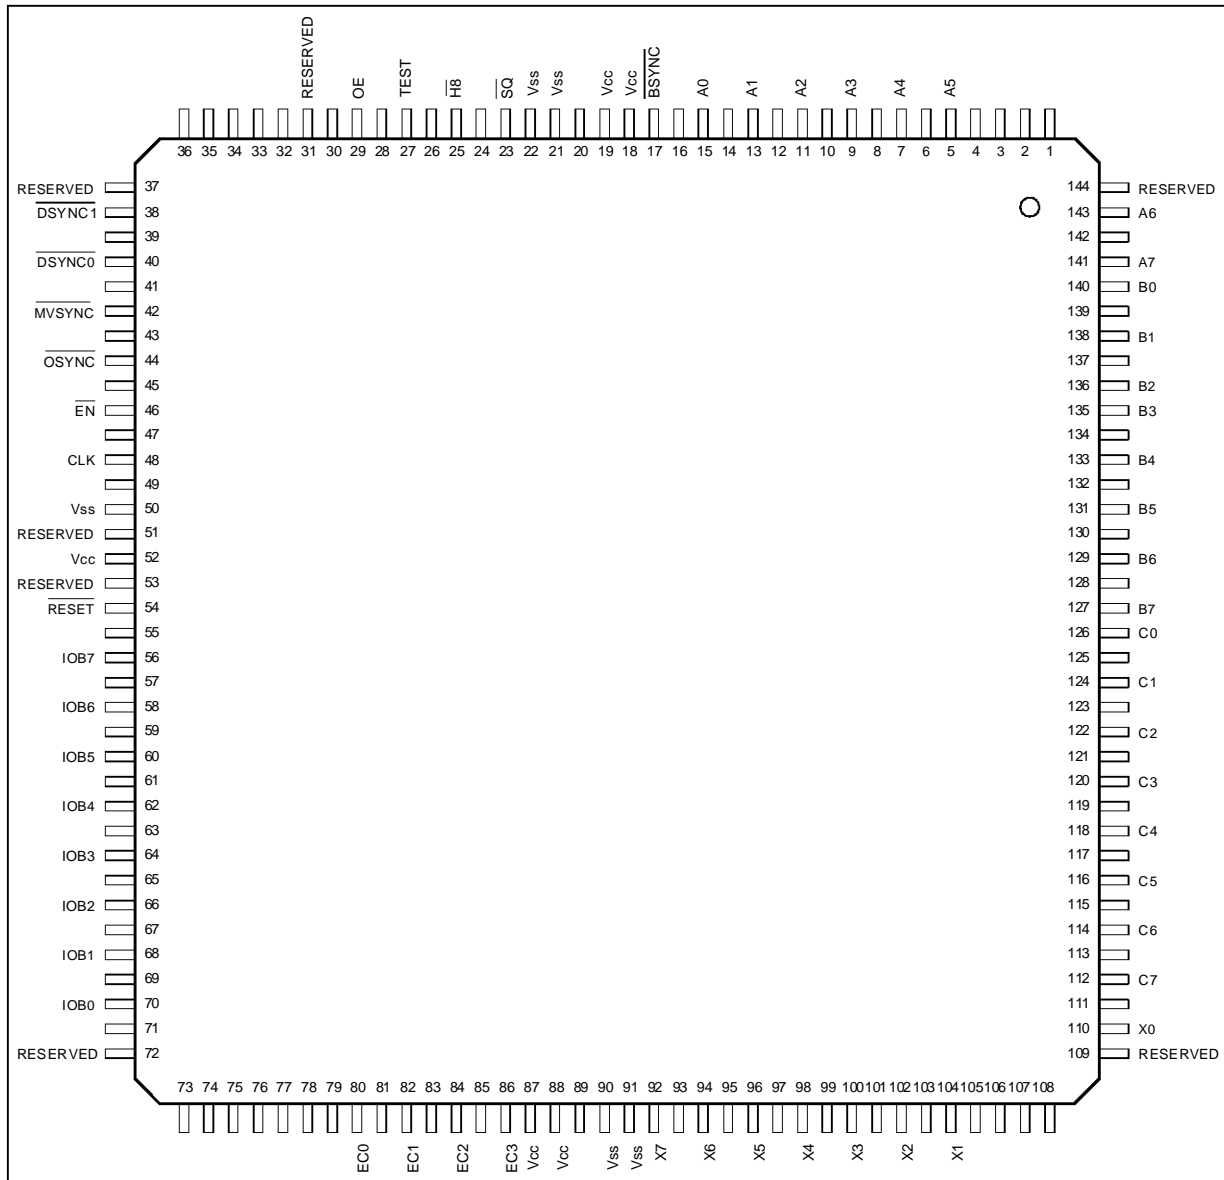 RESERVED OE TEST H̅8̅ S̅Q̅ Vss Vss Vcc Vcc B̅S̅Y̅N̅C̅ A0 A1 A2 A3 A4 A5
36 35 34 33 32 31 30 29 28 27 26 25 24 23 22 21 20 19 18 17 16 15 14 13 12 11 10 9 8 7 6 5 4 3 2 1
RESERVED 37 144 RESERVED
D̅S̅Y̅N̅C̅1̅ 38 143 A6
39 142
D̅S̅Y̅N̅C̅0̅ 40 141 A7
41 140 B0
M̅V̅S̅Y̅N̅C̅ 42 139
43 138 B1
O̅S̅Y̅N̅C̅ 44 137
45 136 B2
E̅N̅ 46 135 B3
47 134
CLK 48 133 B4
49 132
Vss 50 131 B5
RESERVED 51 130
Vcc 52 129 B6
RESERVED 53 128
R̅E̅S̅E̅T̅ 54 127 B7
55 126 C0
IOB7 56 125
57 124 C1
IOB6 58 123
59 122 C2
IOB5 60 121
61 120 C3
IOB4 62 119
63 118 C4
IOB3 64 117
65 116 C5
IOB2 66 115
67 114 C6
IOB1 68 113
69 112 C7
IOB0 70 111
71 110 X0
RESERVED 72 109 RESERVED
73 74 75 76 77 78 79 80 81 82 83 84 85 86 87 88 89 90 91 92 93 94 95 96 97 98 99 100 101 102 103 104 105 106 107 108
EC0 EC1 EC2 EC3 Vcc Vcc Vss Vss X7 X6 X5 X4 X3 X2 X1